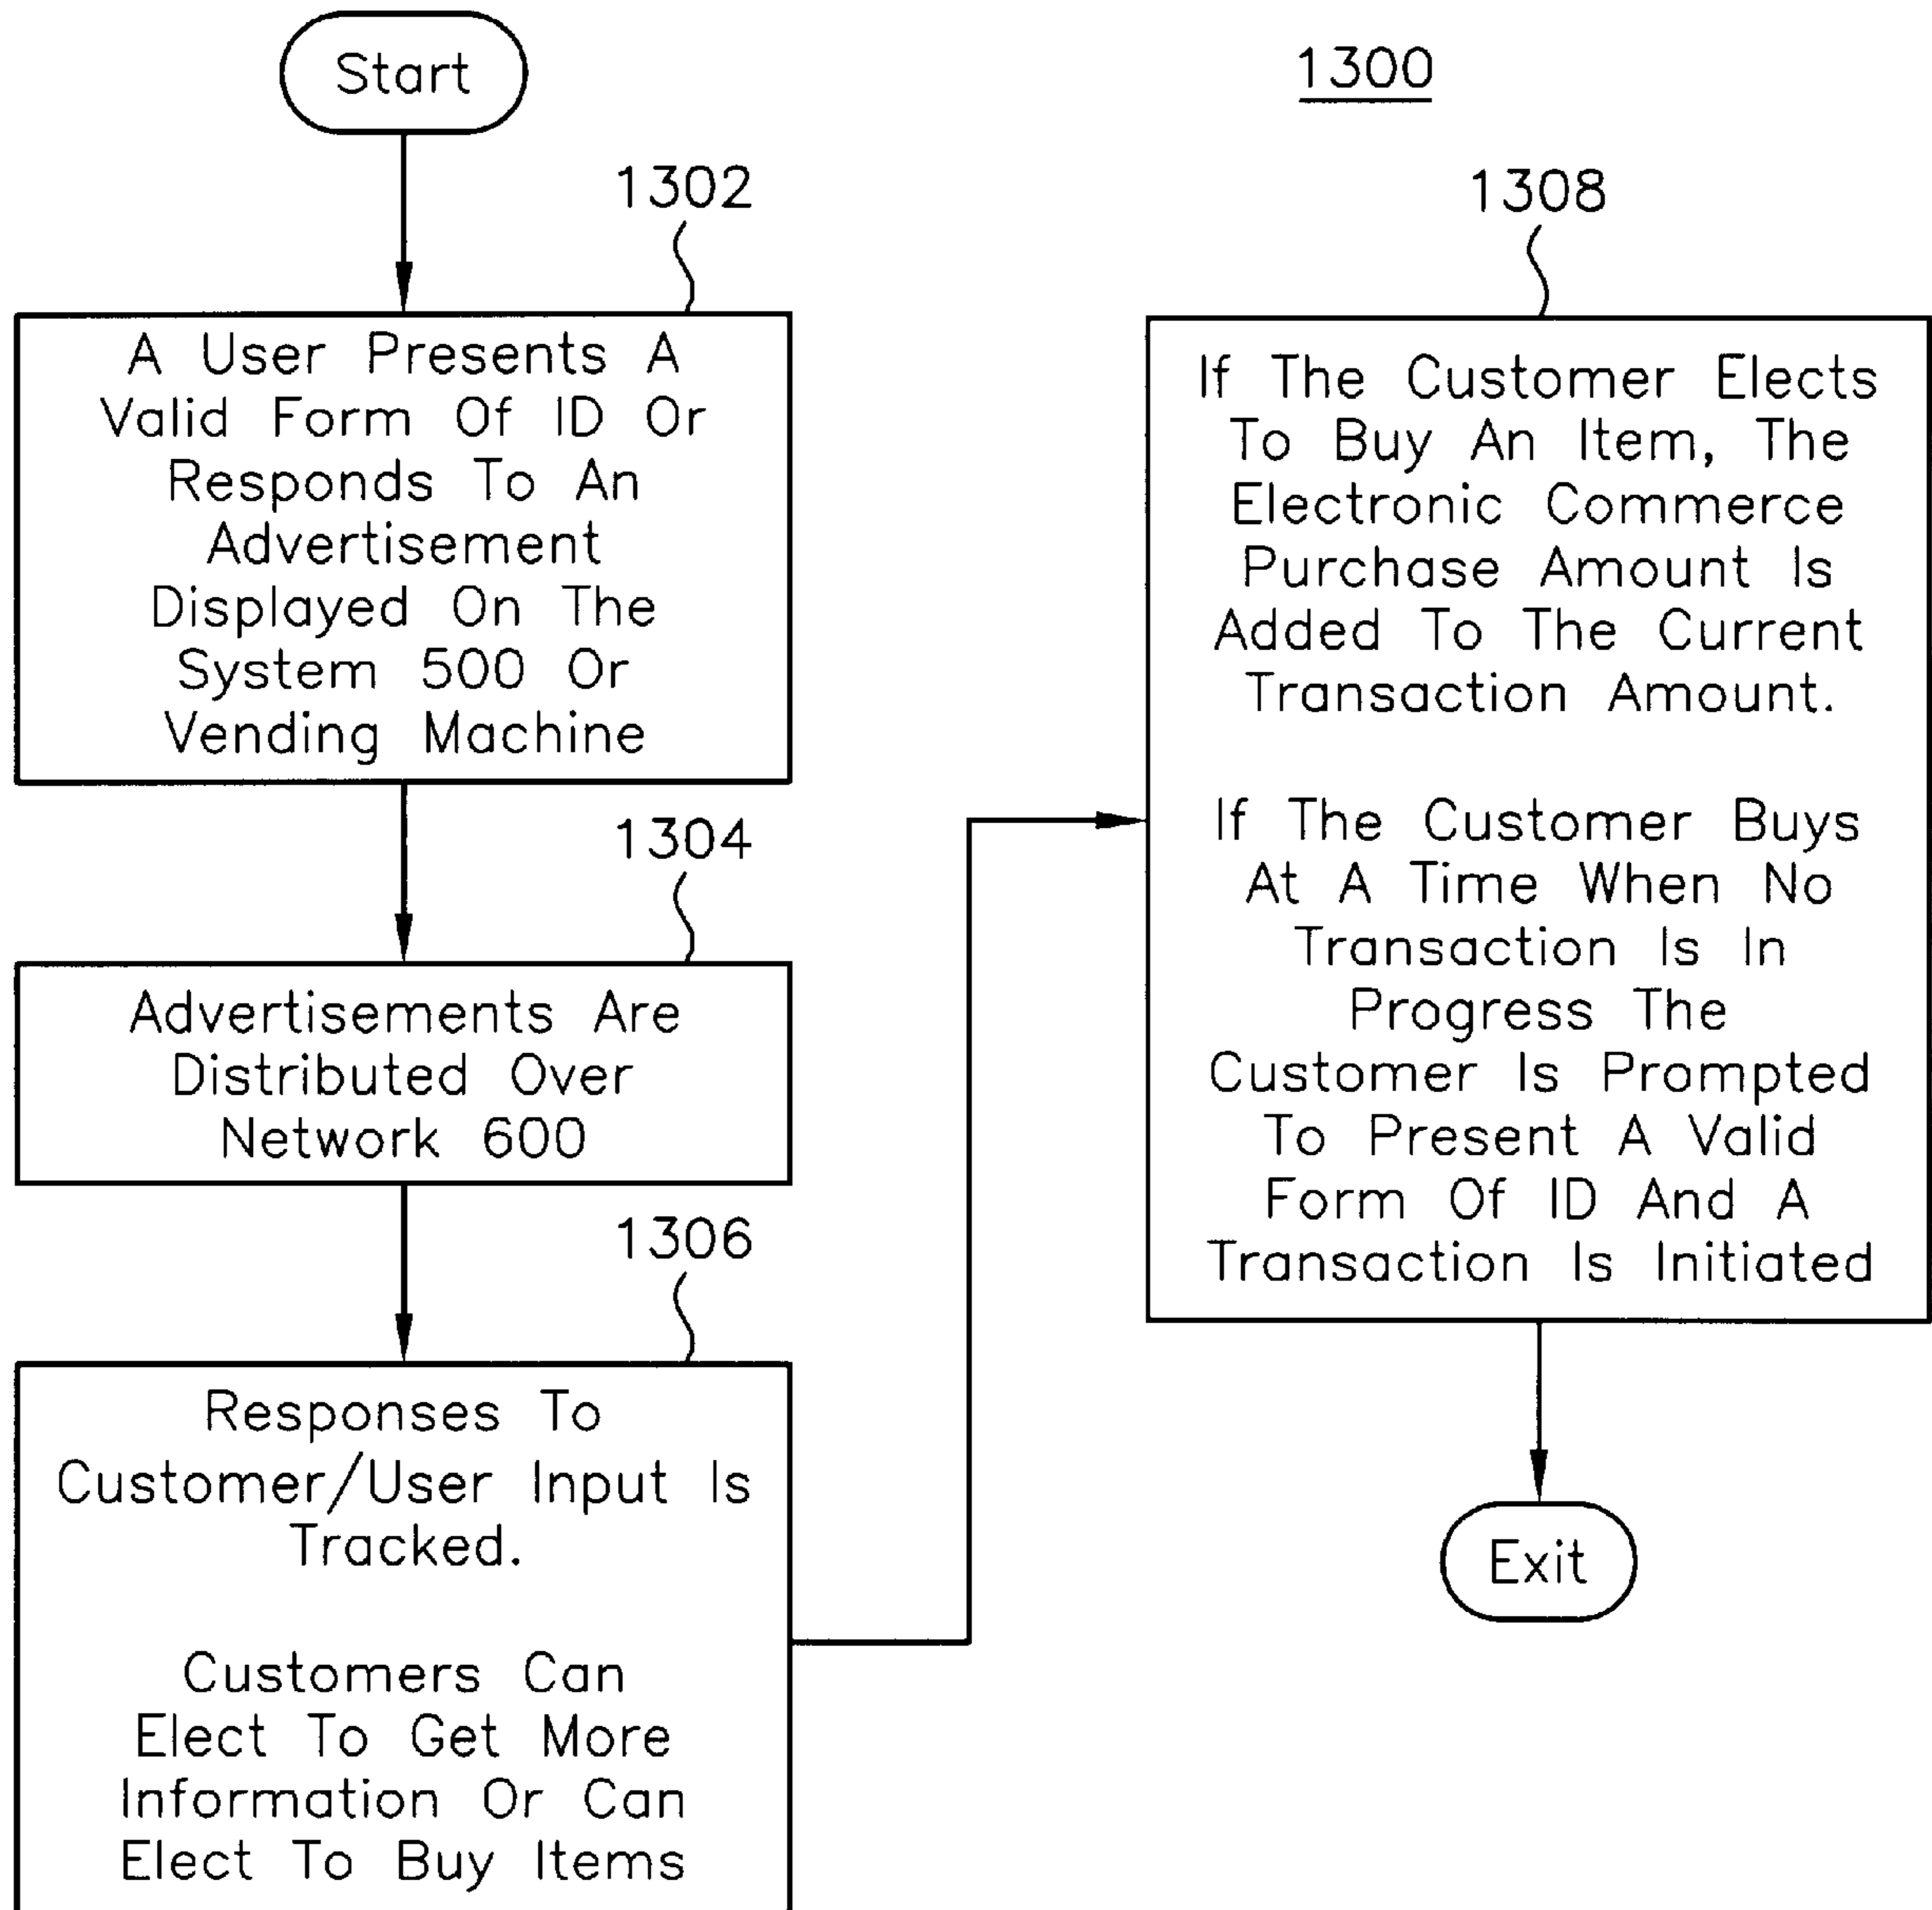 Start
1300
1302
A User Presents A
Valid Form Of ID Or
Responds To An
Advertisement
Displayed On The
System 500 Or
Vending Machine
1304
Advertisements Are
Distributed Over
Network 600
1306
Responses To
Customer/User Input Is
Tracked.
Customers Can
Elect To Get More
Information Or Can
Elect To Buy Items
1308
If The Customer Elects
To Buy An Item, The
Electronic Commerce
Purchase Amount Is
Added To The Current
Transaction Amount.
If The Customer Buys
At A Time When No
Transaction Is In
Progress The
Customer Is Prompted
To Present A Valid
Form Of ID And A
Transaction Is Initiated
Exit